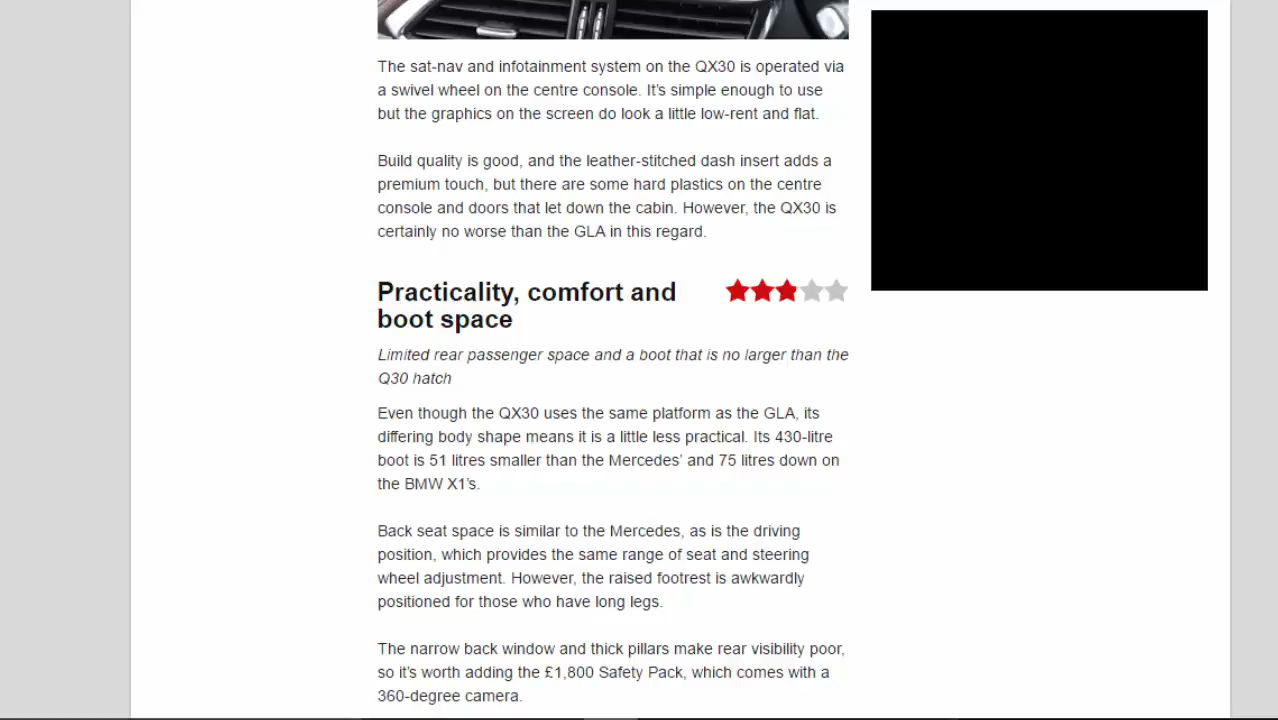 The sat-nav and infotainment system on the QX30 is operated via
a swivel wheel on the centre console. It's simple enough to use
but the graphics on the screen do look a little low-rent and flat.
Build quality is good, and the leather-stitched dash insert adds a
premium touch, but there are some hard plastics on the centre
console and doors that let down the cabin. However, the QX30 is
certainly no worse than the GLA in this regard.
Practicality, comfort and
boot space
Limited rear passenger space and a boot that is no larger than the
Q30 hatch
Even though the QX30 uses the same platform as the GLA, its
differing body shape means it is a little less practical. Its 430-litre
boot is 51 litres smaller than the Mercedes’ and 75 litres down on
the BMW X1’s.
Back seat space is similar to the Mercedes, as is the driving
position, which provides the same range of seat and steering
wheel adjustment. However, the raised footrest is awkwardly
positioned for those who have long legs.
The narrow back window and thick pillars make rear visibility poor,
so it’s worth adding the £1,800 Safety Pack, which comes with a
360-degree camera.